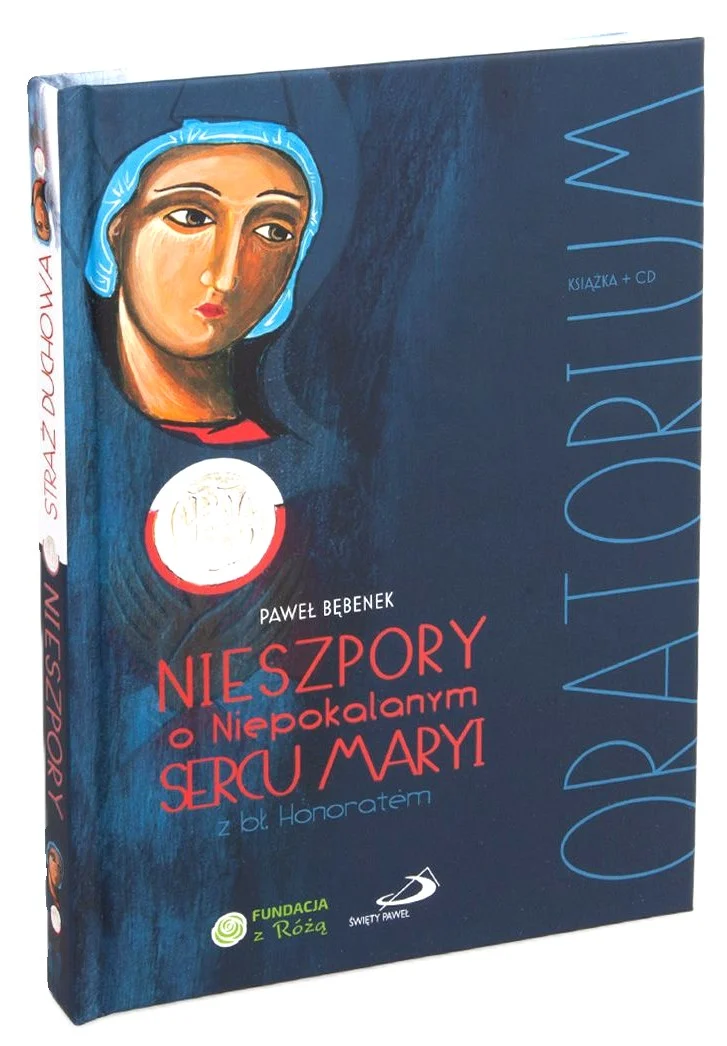 STRAŻ DUCHOWA
NIESZPORY
KSIĄŻKA + CD
ORATORIUM
PAWEŁ BĘBENEK
NIESZPORY
o Niepokalanym
SERCU MARYI
z bł. Honoratem
FUNDACJA
z Różą
ŚWIĘTY PAWEŁ